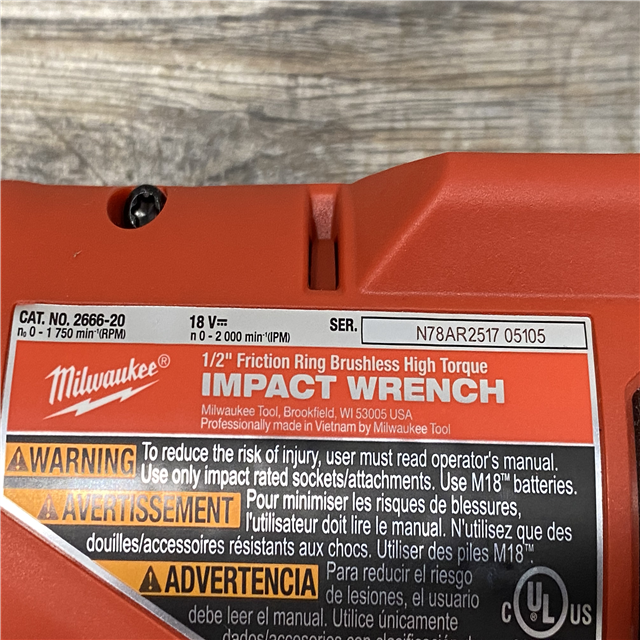 CAT. NO. 2666-20 18 V⎓ SER. N78AR2517 05105
n₀ 0 - 1 750 min⁻¹(RPM) n 0 - 2 000 min⁻¹(IPM)
Milwaukee®
1/2" Friction Ring Brushless High Torque
IMPACT WRENCH
Milwaukee Tool, Brookfield, WI 53005 USA
Professionally made in Vietnam by Milwaukee Tool
WARNING To reduce the risk of injury, user must read operator's manual.
Use only impact rated sockets/attachments. Use M18™ batteries.
AVERTISSEMENT Pour minimiser les risques de blessures,
l'utilisateur doit lire le manual. N'utilisez que des
douilles/accessoires résistants aux chocs. Utiliser des piles M18™.
ADVERTENCIA Para reducir el riesgo
de lesiones, el usuario
debe leer el manual. Utilice únicamente
dados/accesorios con clasificación de
C UL US